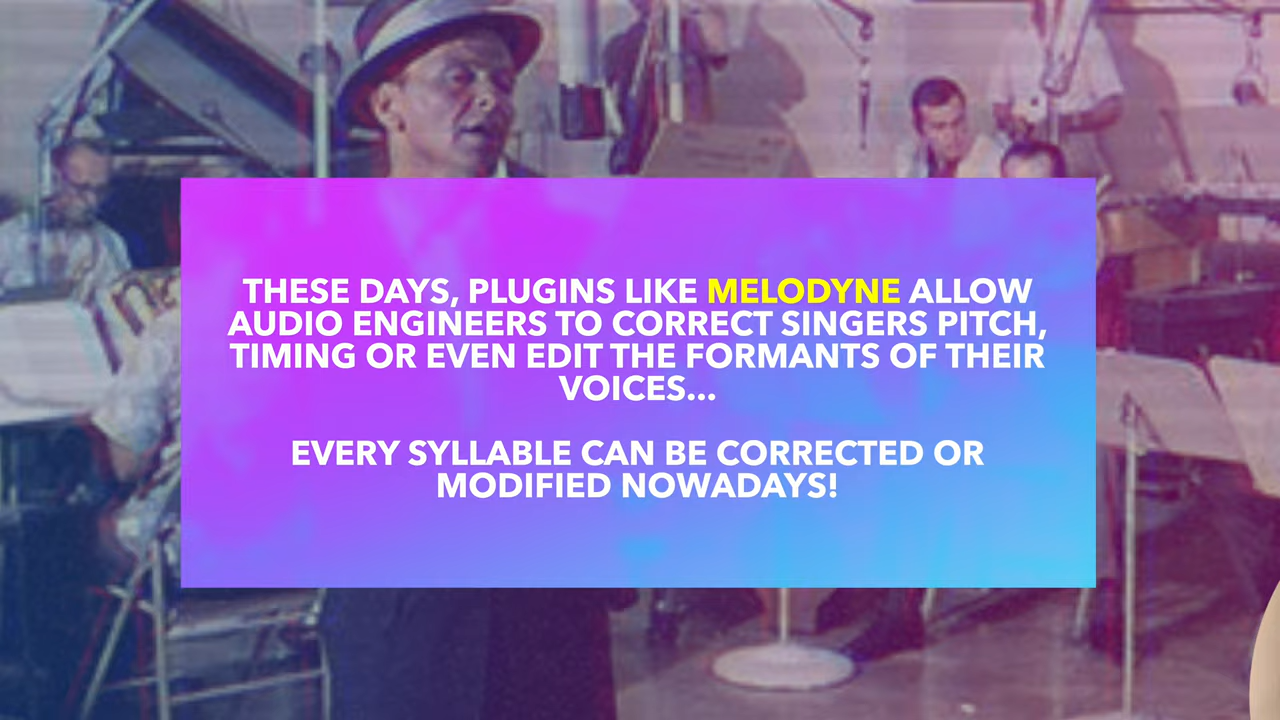 THESE DAYS, PLUGINS LIKE MELODYNE ALLOW
AUDIO ENGINEERS TO CORRECT SINGERS PITCH,
TIMING OR EVEN EDIT THE FORMANTS OF THEIR
VOICES...
EVERY SYLLABLE CAN BE CORRECTED OR
MODIFIED NOWADAYS!